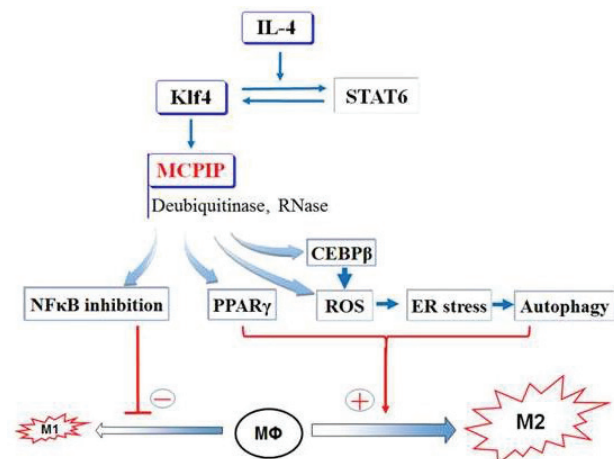 IL-4
Klf4 STAT6
MCPIP
Deubiquitinase, RNase
CEBPβ
NFκB inhibition PPARγ ROS ER stress Autophagy
− +
M1 MΦ M2